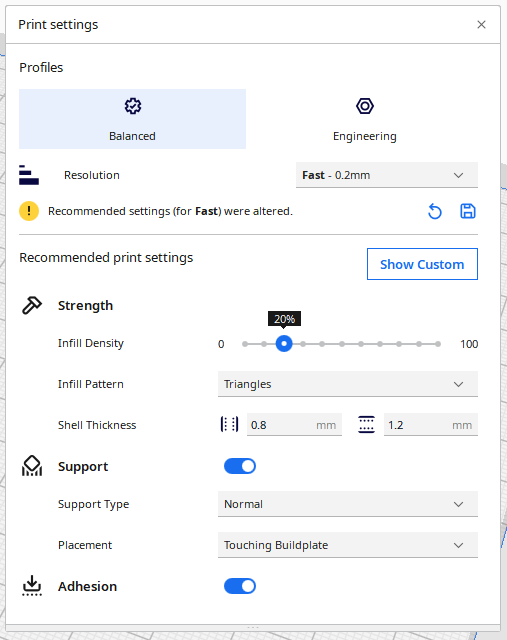 Print settings
Profiles
Balanced
Engineering
Resolution
Fast - 0.2mm
Recommended settings (for Fast) were altered.
Recommended print settings
Show Custom
Strength
20%
Infill Density
0
100
Infill Pattern
Triangles
Shell Thickness
0.8 mm
1.2 mm
Support
Support Type
Normal
Placement
Touching Buildplate
Adhesion